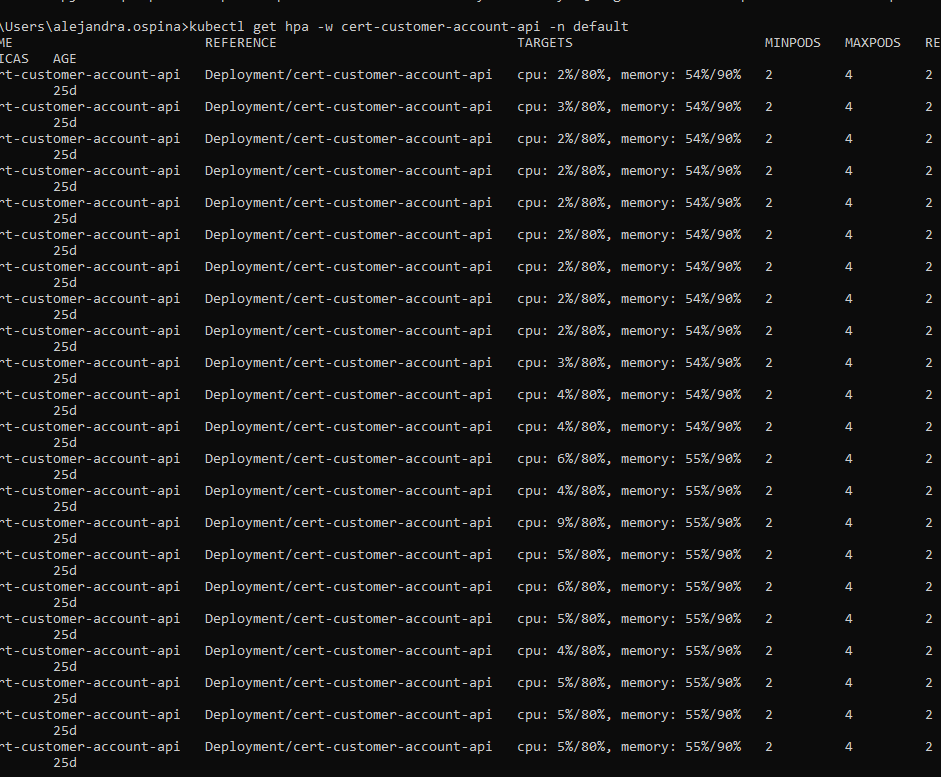 \Users\alejandra.ospina>kubectl get hpa -w cert-customer-account-api -n default
ME REFERENCE TARGETS MINPODS MAXPODS RE
ICAS AGE
rt-customer-account-api Deployment/cert-customer-account-api cpu: 2%/80%, memory: 54%/90% 2 4 2
25d
rt-customer-account-api Deployment/cert-customer-account-api cpu: 3%/80%, memory: 54%/90% 2 4 2
25d
rt-customer-account-api Deployment/cert-customer-account-api cpu: 2%/80%, memory: 54%/90% 2 4 2
25d
rt-customer-account-api Deployment/cert-customer-account-api cpu: 2%/80%, memory: 54%/90% 2 4 2
25d
rt-customer-account-api Deployment/cert-customer-account-api cpu: 2%/80%, memory: 54%/90% 2 4 2
25d
rt-customer-account-api Deployment/cert-customer-account-api cpu: 2%/80%, memory: 54%/90% 2 4 2
25d
rt-customer-account-api Deployment/cert-customer-account-api cpu: 2%/80%, memory: 54%/90% 2 4 2
25d
rt-customer-account-api Deployment/cert-customer-account-api cpu: 2%/80%, memory: 54%/90% 2 4 2
25d
rt-customer-account-api Deployment/cert-customer-account-api cpu: 2%/80%, memory: 54%/90% 2 4 2
25d
rt-customer-account-api Deployment/cert-customer-account-api cpu: 3%/80%, memory: 54%/90% 2 4 2
25d
rt-customer-account-api Deployment/cert-customer-account-api cpu: 4%/80%, memory: 54%/90% 2 4 2
25d
rt-customer-account-api Deployment/cert-customer-account-api cpu: 4%/80%, memory: 54%/90% 2 4 2
25d
rt-customer-account-api Deployment/cert-customer-account-api cpu: 6%/80%, memory: 55%/90% 2 4 2
25d
rt-customer-account-api Deployment/cert-customer-account-api cpu: 4%/80%, memory: 55%/90% 2 4 2
25d
rt-customer-account-api Deployment/cert-customer-account-api cpu: 9%/80%, memory: 55%/90% 2 4 2
25d
rt-customer-account-api Deployment/cert-customer-account-api cpu: 5%/80%, memory: 55%/90% 2 4 2
25d
rt-customer-account-api Deployment/cert-customer-account-api cpu: 6%/80%, memory: 55%/90% 2 4 2
25d
rt-customer-account-api Deployment/cert-customer-account-api cpu: 5%/80%, memory: 55%/90% 2 4 2
25d
rt-customer-account-api Deployment/cert-customer-account-api cpu: 4%/80%, memory: 55%/90% 2 4 2
25d
rt-customer-account-api Deployment/cert-customer-account-api cpu: 5%/80%, memory: 55%/90% 2 4 2
25d
rt-customer-account-api Deployment/cert-customer-account-api cpu: 5%/80%, memory: 55%/90% 2 4 2
25d
rt-customer-account-api Deployment/cert-customer-account-api cpu: 5%/80%, memory: 55%/90% 2 4 2
25d